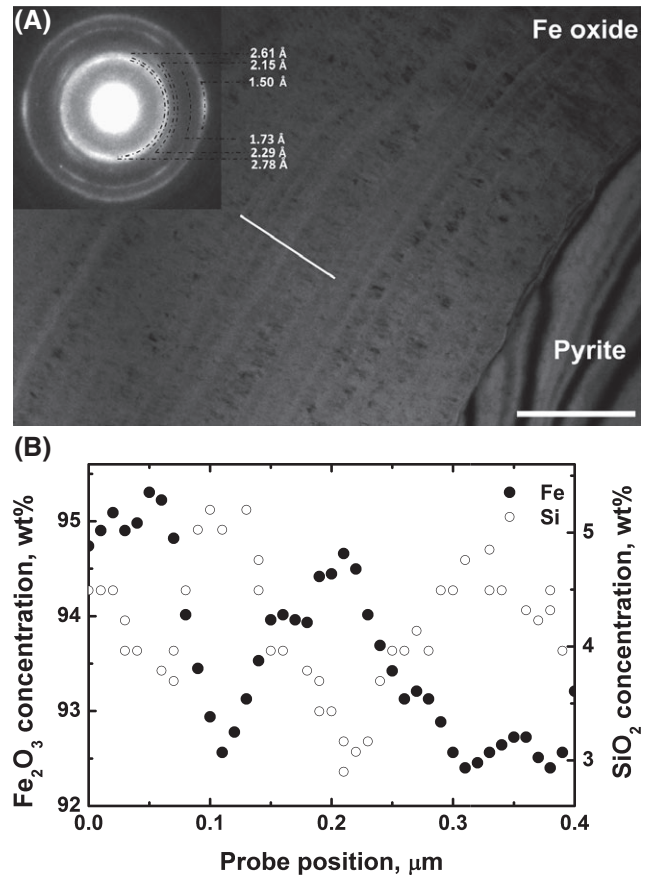 (A)
Fe oxide
2.61 Å
2.15 Å
1.50 Å
1.73 Å
2.29 Å
2.78 Å
Pyrite
(B)
Fe
Si
Fe2O3 concentration, wt%
95
94
93
92
SiO2 concentration, wt%
5
4
3
0.0 0.1 0.2 0.3 0.4
Probe position, μm